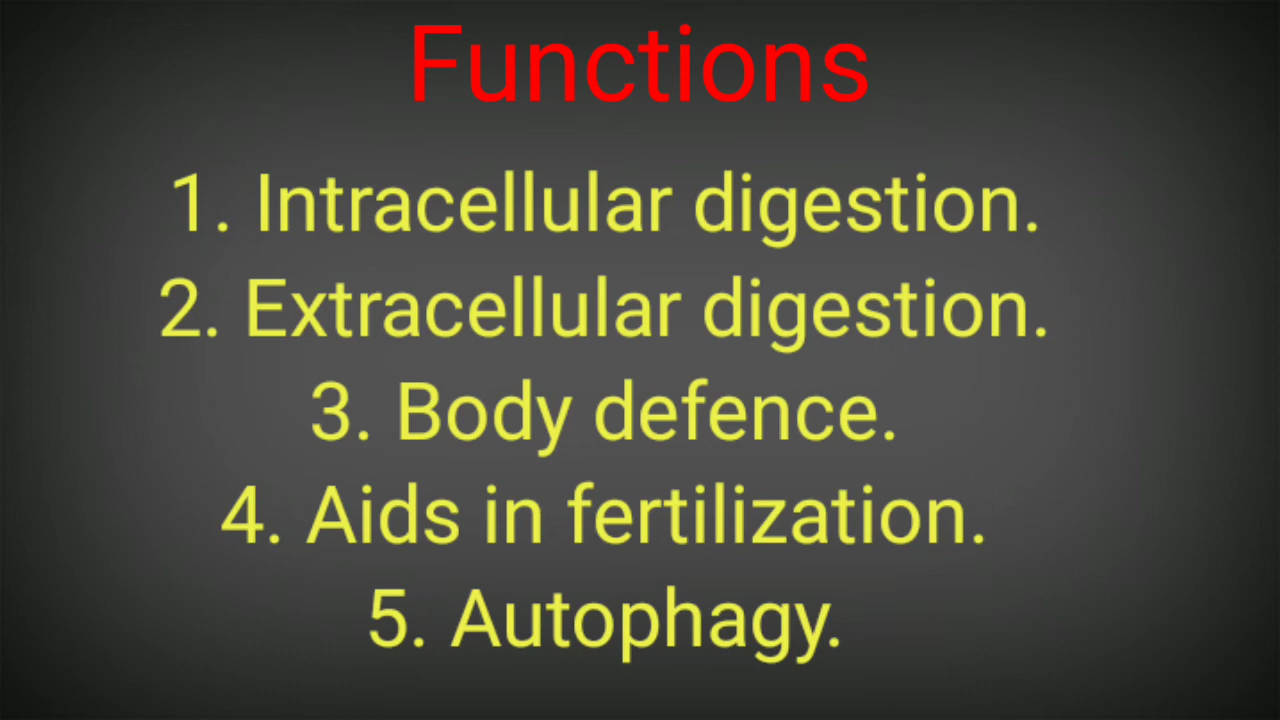 Functions
1. Intracellular digestion.
2. Extracellular digestion.
3. Body defence.
4. Aids in fertilization.
5. Autophagy.